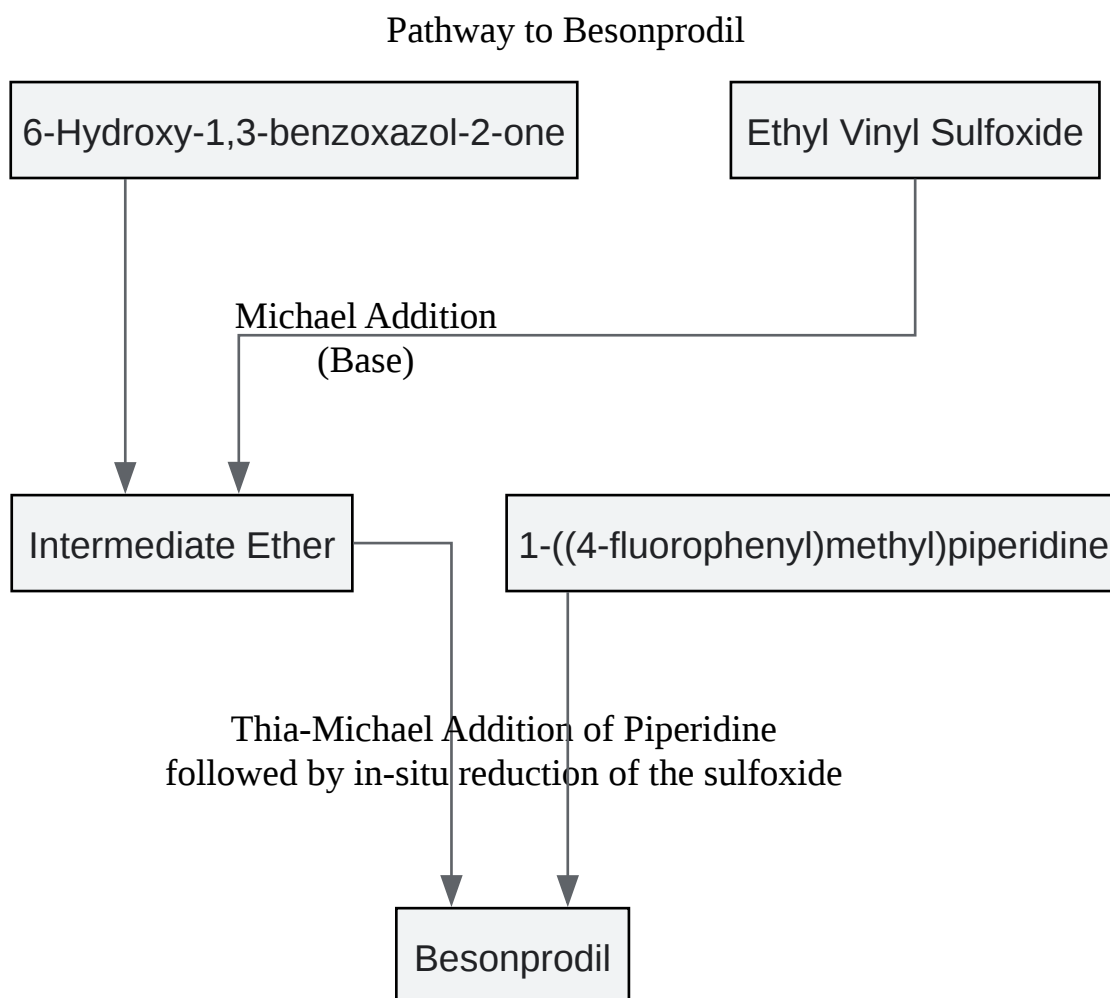 Pathway to Besonprodil
6-Hydroxy-1,3-benzoxazol-2-one
Ethyl Vinyl Sulfoxide
Michael Addition
(Base)
Intermediate Ether
1-((4-fluorophenyl)methyl)piperidine
Thia-Michael Addition of Piperidine
followed by in-situ reduction of the sulfoxide
Besonprodil